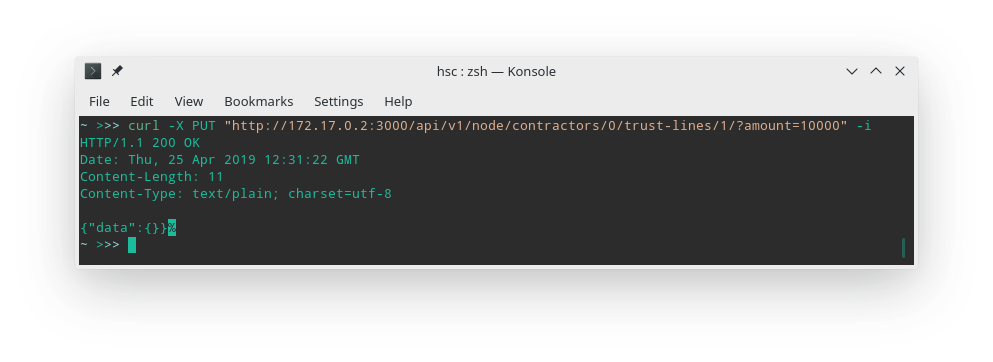 hsc : zsh — Konsole
File Edit View Bookmarks Settings Help
~ >>> curl -X PUT "http://172.17.0.2:3000/api/v1/node/contractors/0/trust-lines/1/?amount=10000" -i
HTTP/1.1 200 OK
Date: Thu, 25 Apr 2019 12:31:22 GMT
Content-Length: 11
Content-Type: text/plain; charset=utf-8
{"data":{}}%
~ >>>